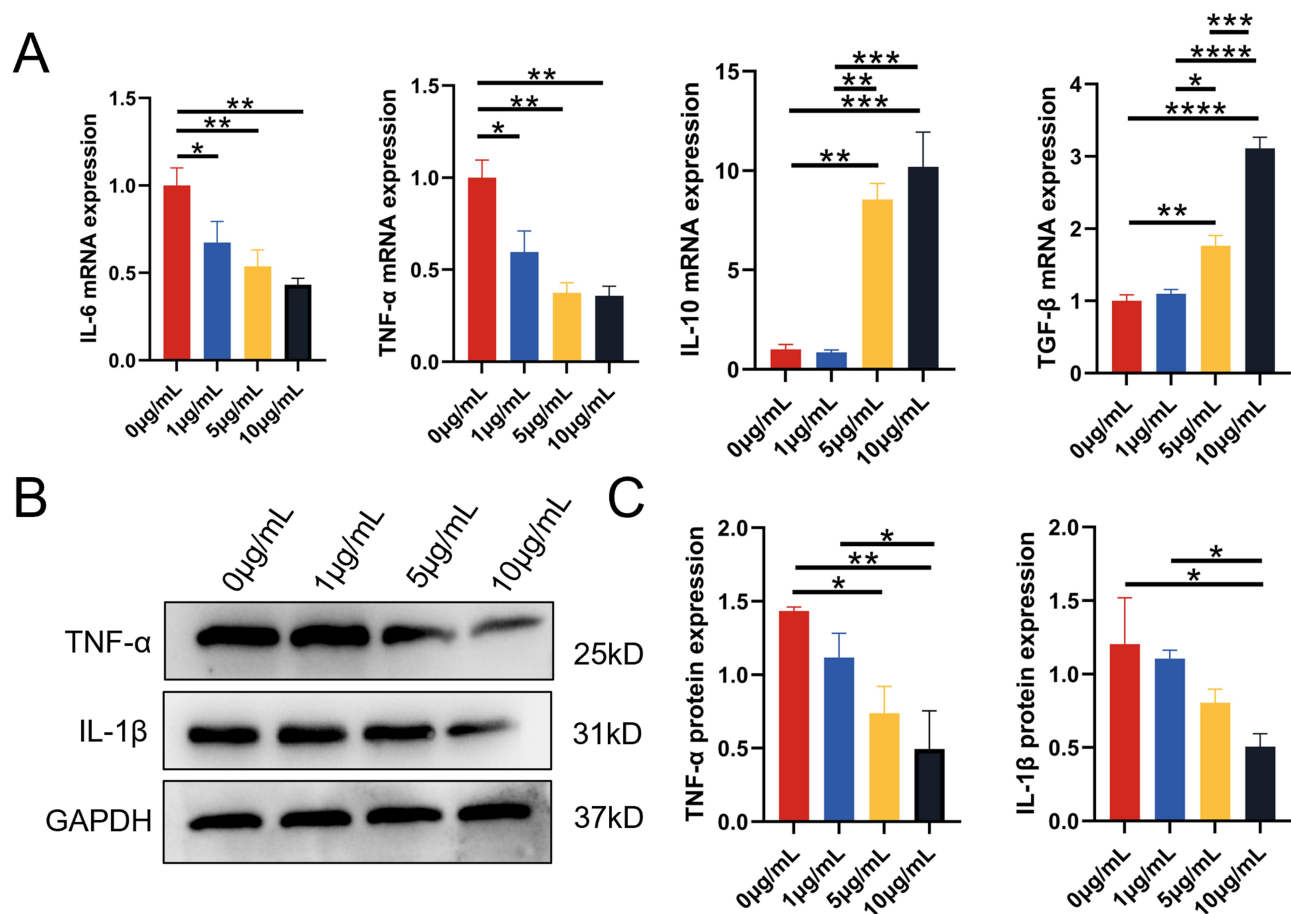 A
IL-6 mRNA expression
1.5
1.0
0.5
0.0
**
**
*
0μg/mL
1μg/mL
5μg/mL
10μg/mL
TNF-α mRNA expression
1.5
1.0
0.5
0.0
**
**
*
0μg/mL
1μg/mL
5μg/mL
10μg/mL
IL-10 mRNA expression
15
10
5
0
***
**
***
**
0μg/mL
1μg/mL
5μg/mL
10μg/mL
TGF-β mRNA expression
4
3
2
1
0
***
****
*
****
**
0μg/mL
1μg/mL
5μg/mL
10μg/mL
B
0μg/mL
1μg/mL
5μg/mL
10μg/mL
TNF-α
25kD
IL-1β
31kD
GAPDH
37kD
C
TNF-α protein expression
2.0
1.5
1.0
0.5
0.0
*
**
*
0μg/mL
1μg/mL
5μg/mL
10μg/mL
IL-1β protein expression
2.0
1.5
1.0
0.5
0.0
*
*
0μg/mL
1μg/mL
5μg/mL
10μg/mL